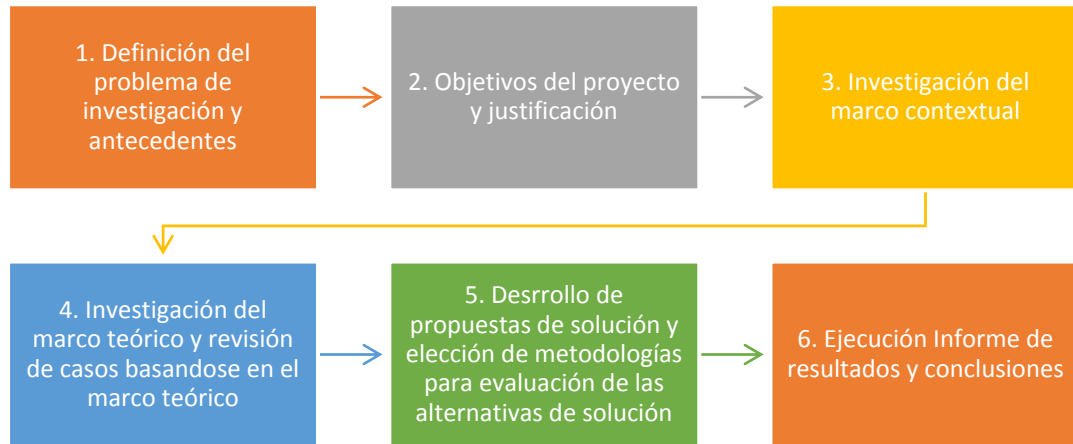 1. Definición del
problema de
investigación y
antecedentes
2. Objetivos del proyecto
y justificación
3. Investigación del
marco contextual
4. Investigación del
marco teórico y revisión
de casos basandose en el
marco teórico
5. Desrrollo de
propuestas de solución y
elección de metodologías
para evaluación de las
alternativas de solución
6. Ejecución Informe de
resultados y conclusiones